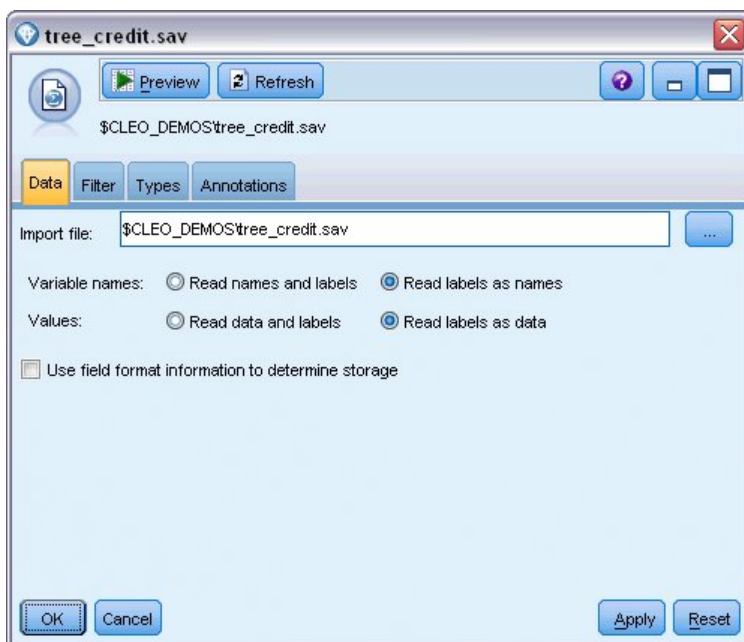 tree_credit.sav
Preview Refresh ?
$CLEO_DEMOS\tree_credit.sav
Data Filter Types Annotations
Import file: $CLEO_DEMOS\tree_credit.sav ...
Variable names: Read names and labels Read labels as names
Values: Read data and labels Read labels as data
Use field format information to determine storage
OK Cancel Apply Reset